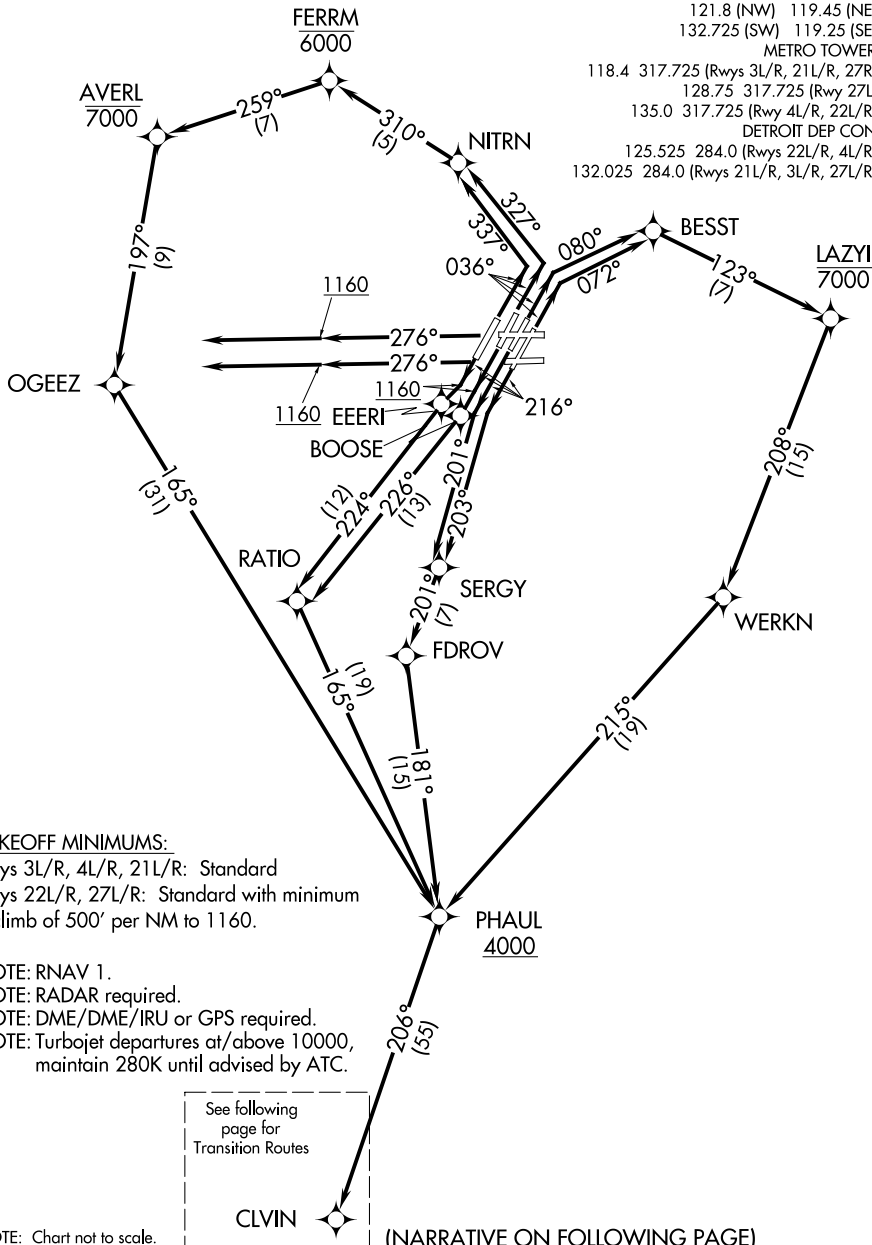 121.8 (NW) 119.45 (NE
132.725 (SW) 119.25 (SE
METRO TOWER
118.4 317.725 (Rwys 3L/R, 21L/R, 27R
128.75 317.725 (Rwy 27L
135.0 317.725 (Rwy 4L/R, 22L/R
DETROIT DEP CON
125.525 284.0 (Rwys 22L/R, 4L/R
132.025 284.0 (Rwys 21L/R, 3L/R, 27L/R
FERRM
6000
AVERL
7000
259°
(7)
310°
(5)
NITRN
327°
337°
080°
072°
036°
BESST
123°
(7)
LAZYI
7000
197°
(9)
1160
276°
276°
1160
1160
OGEEZ
EEERI
BOOSE
216°
201°
203°
208°
(15)
165°
(31)
(12)
224°
226°
(13)
RATIO
SERGY
201°
(7)
WERKN
FDROV
(19)
165°
181°
(15)
215°
(19)
KEOFF MINIMUMS:
ys 3L/R, 4L/R, 21L/R: Standard
ys 22L/R, 27L/R: Standard with minimum
limb of 500' per NM to 1160.
PHAUL
4000
OTE: RNAV 1.
OTE: RADAR required.
OTE: DME/DME/IRU or GPS required.
OTE: Turbojet departures at/above 10000,
maintain 280K until advised by ATC.
206°
(55)
See following
page for
Transition Routes
CLVIN
OTE: Chart not to scale.
(NARRATIVE ON FOLLOWING PAGE)